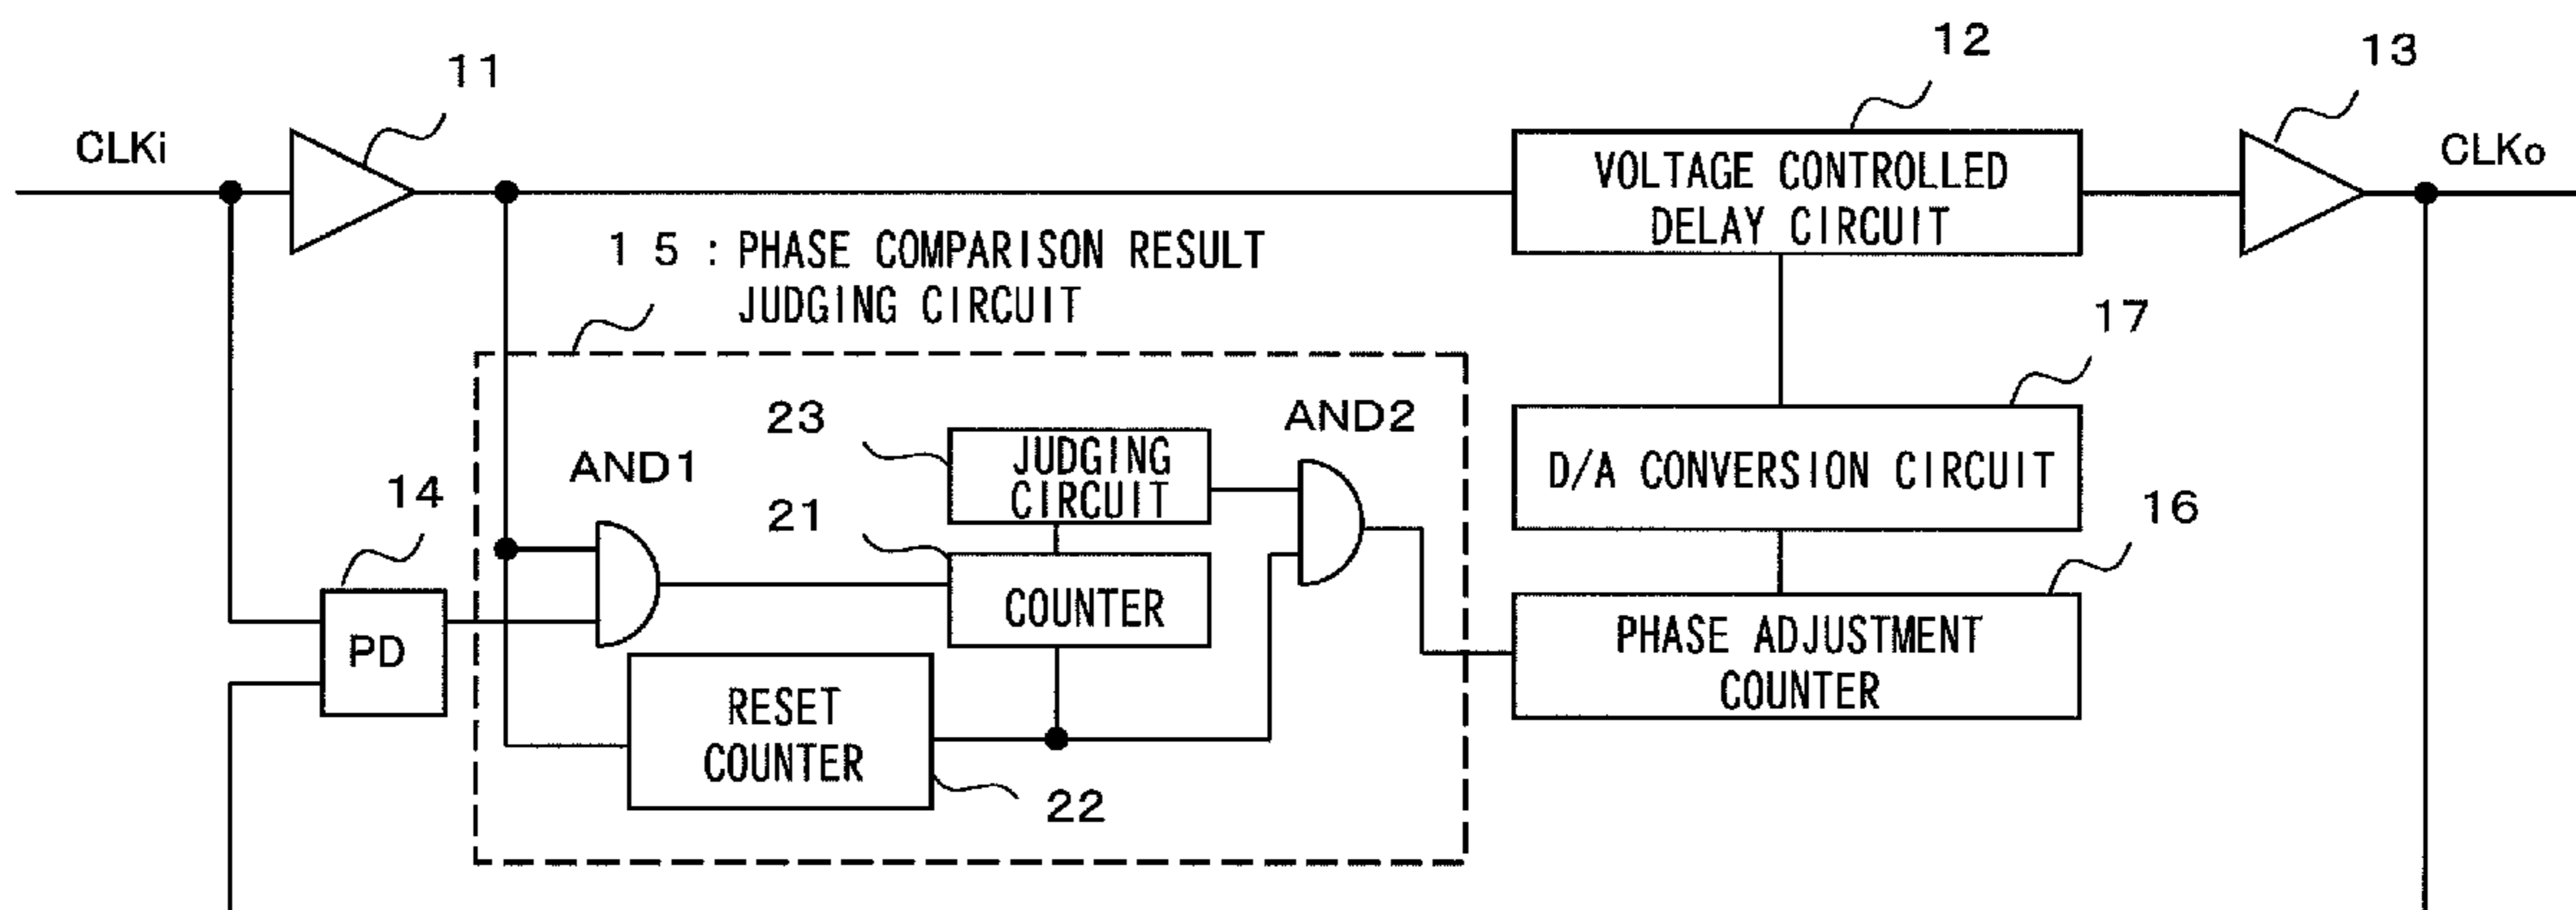 12
13
11
CLKi
CLKo
VOLTAGE CONTROLLED
DELAY CIRCUIT
1 5 : PHASE COMPARISON RESULT
JUDGING CIRCUIT
17
23
AND2
AND1
JUDGING
CIRCUIT
D/A CONVERSION CIRCUIT
14
21
16
COUNTER
PD
PHASE ADJUSTMENT
COUNTER
RESET
COUNTER
22